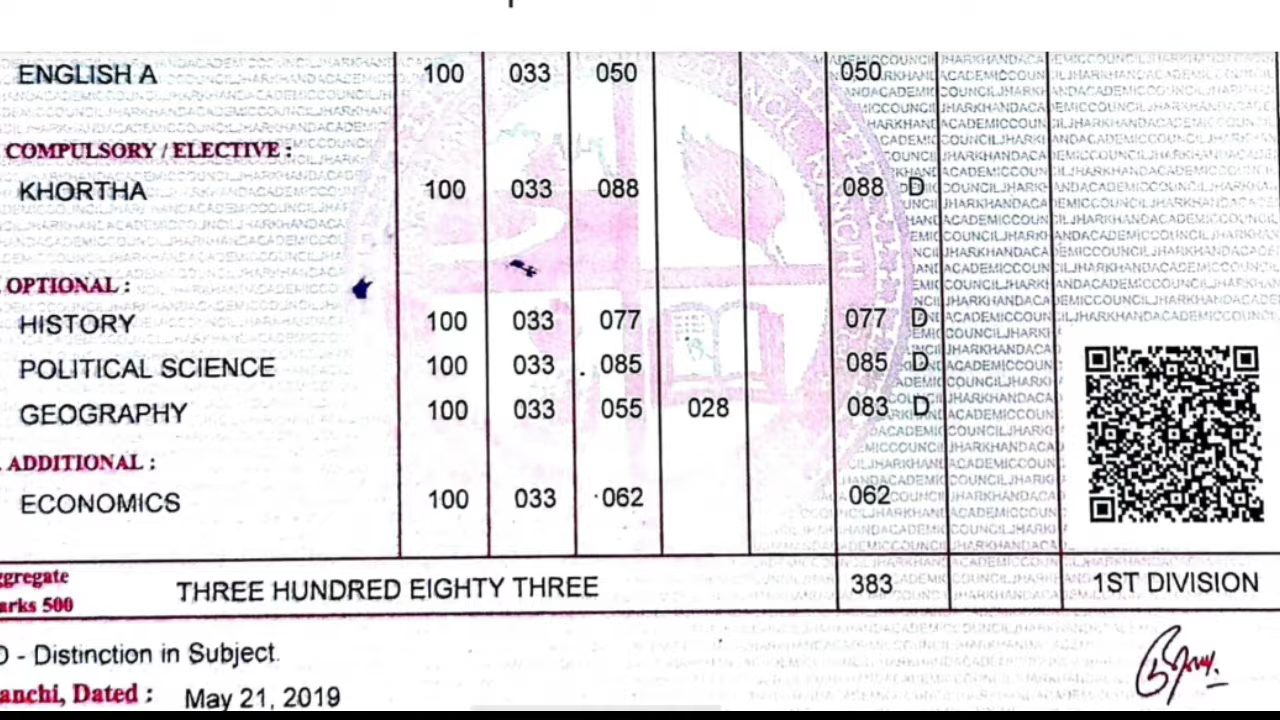 ENGLISH A 100 033 050 050
COMPULSORY / ELECTIVE :
KHORTHA 100 033 088 088 D
OPTIONAL :
HISTORY 100 033 077 077 D
POLITICAL SCIENCE 100 033 085 085 D
GEOGRAPHY 100 033 055 028 083 D
ADDITIONAL :
ECONOMICS 100 033 062 062
ggregate
arks 500 THREE HUNDRED EIGHTY THREE 383 1ST DIVISION
D - Distinction in Subject.
anchi, Dated : May 21, 2019